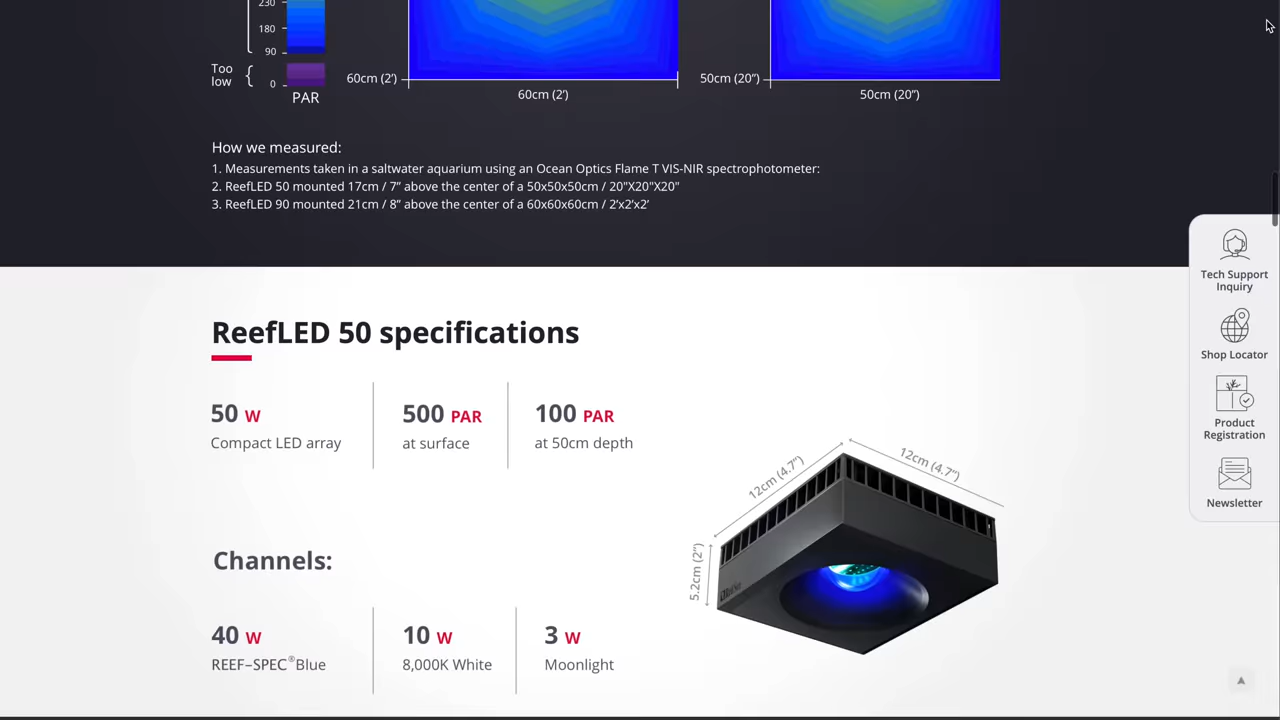 230
180
90
Too
low
0
PAR
60cm (2')
60cm (2')
50cm (20”)
50cm (20”)
How we measured:
1. Measurements taken in a saltwater aquarium using an Ocean Optics Flame T VIS-NIR spectrophotometer:
2. ReefLED 50 mounted 17cm / 7” above the center of a 50x50x50cm / 20"X20"X20"
3. ReefLED 90 mounted 21cm / 8” above the center of a 60x60x60cm / 2’x2’x2’
Tech Support
Inquiry
Shop Locator
Product
Registration
Newsletter
ReefLED 50 specifications
50 W
Compact LED array
500 PAR
at surface
100 PAR
at 50cm depth
12cm (4.7”)
12cm (4.7”)
5.2cm (2”)
Channels:
40 W
REEF–SPEC®Blue
10 W
8,000K White
3 W
Moonlight